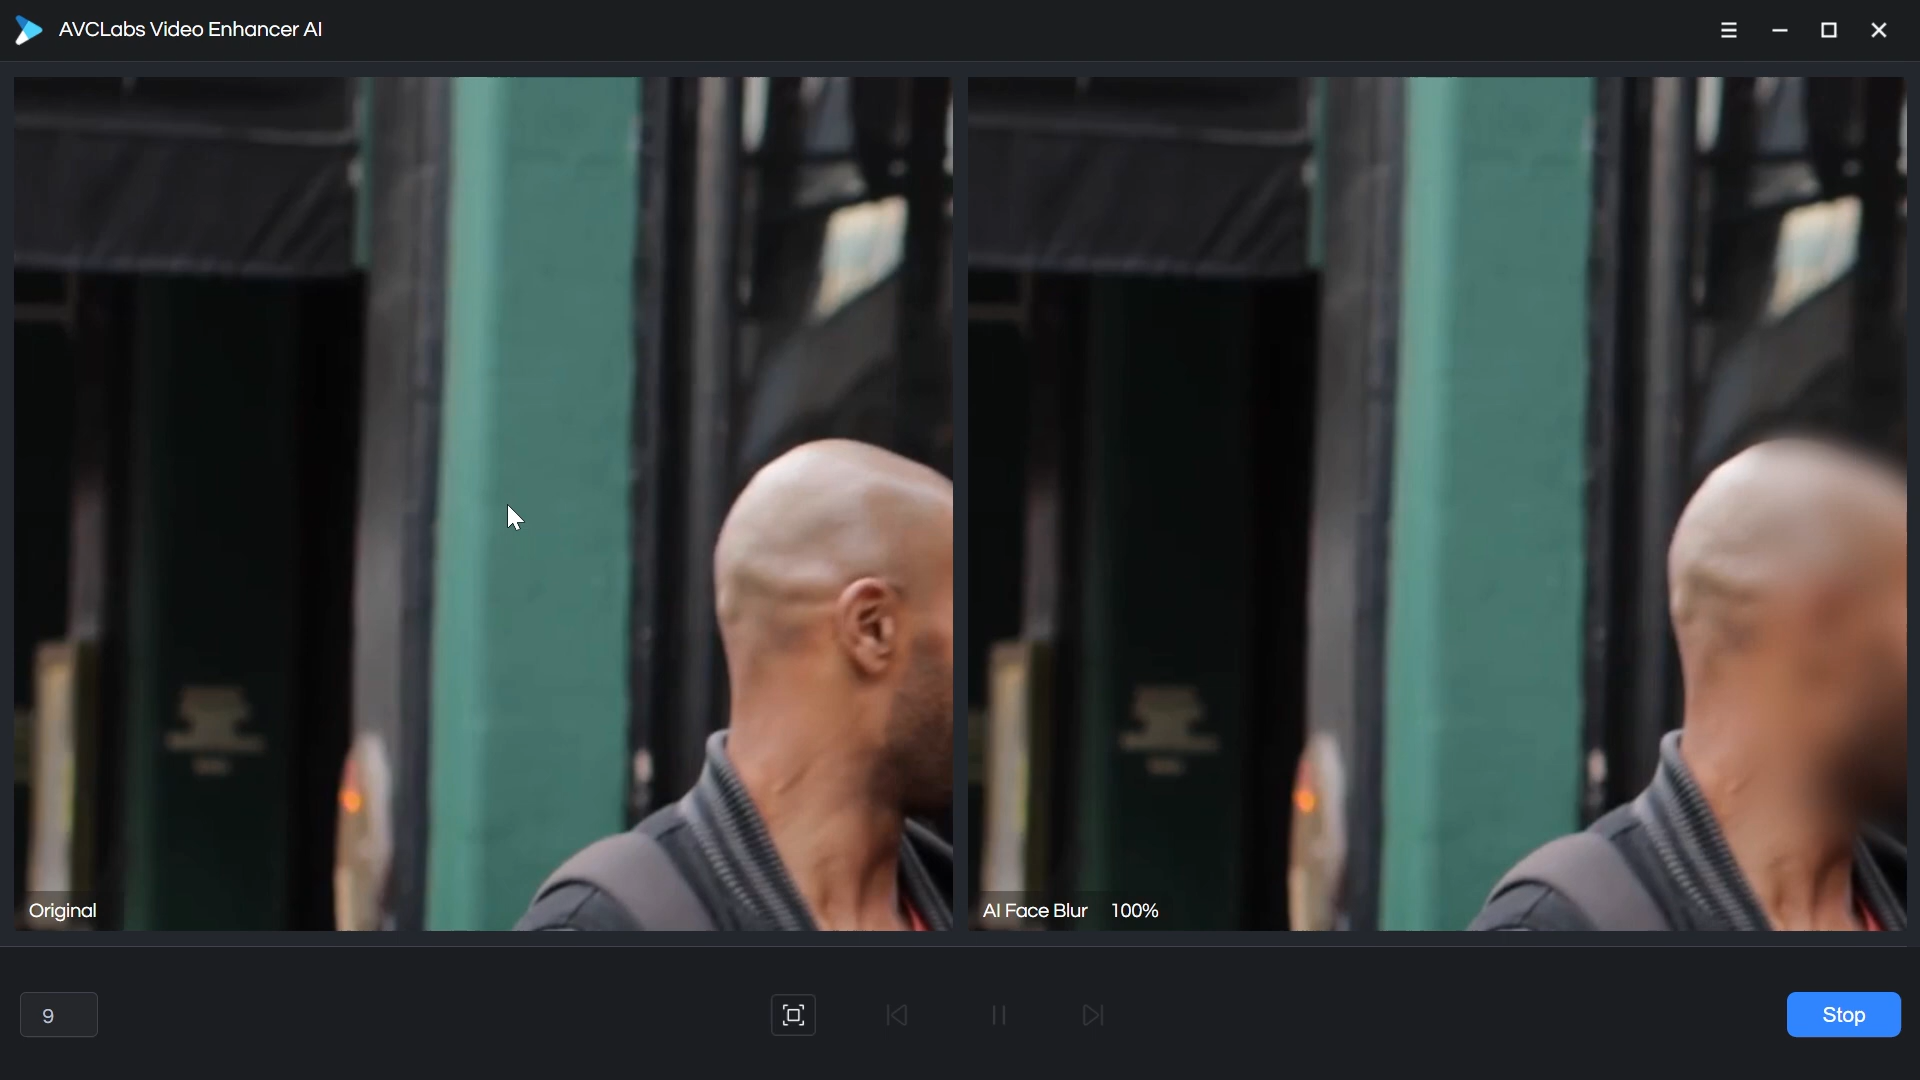 AVCLabs Video Enhancer AI
Original
AI Face Blur 100%
9
Stop